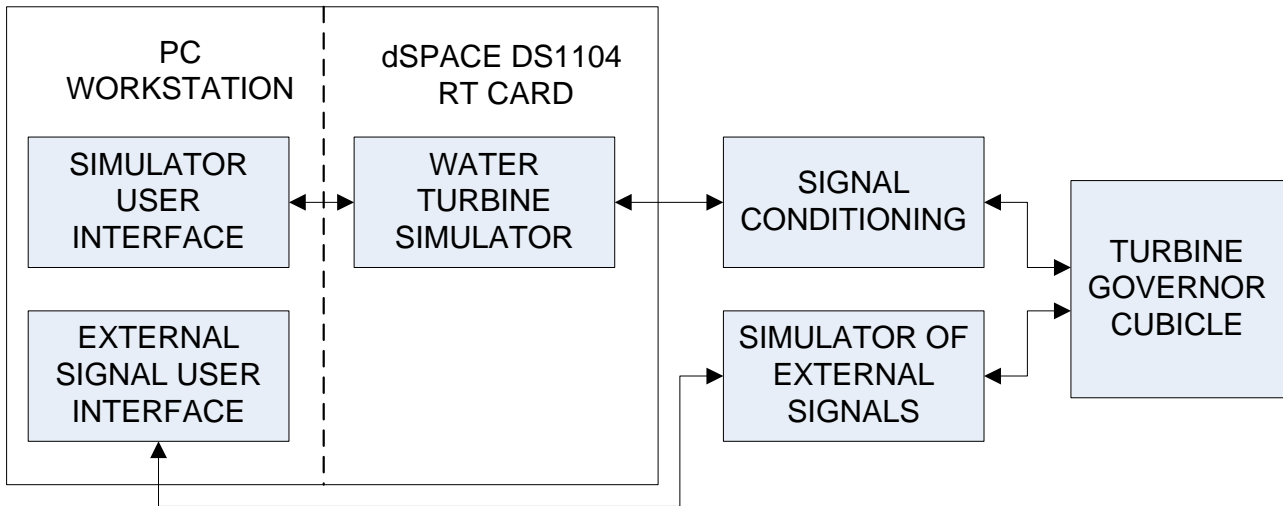 PC
WORKSTATION
dSPACE DS1104
RT CARD
SIMULATOR
USER
INTERFACE
WATER
TURBINE
SIMULATOR
SIGNAL
CONDITIONING
TURBINE
GOVERNOR
CUBICLE
EXTERNAL
SIGNAL USER
INTERFACE
SIMULATOR OF
EXTERNAL
SIGNALS